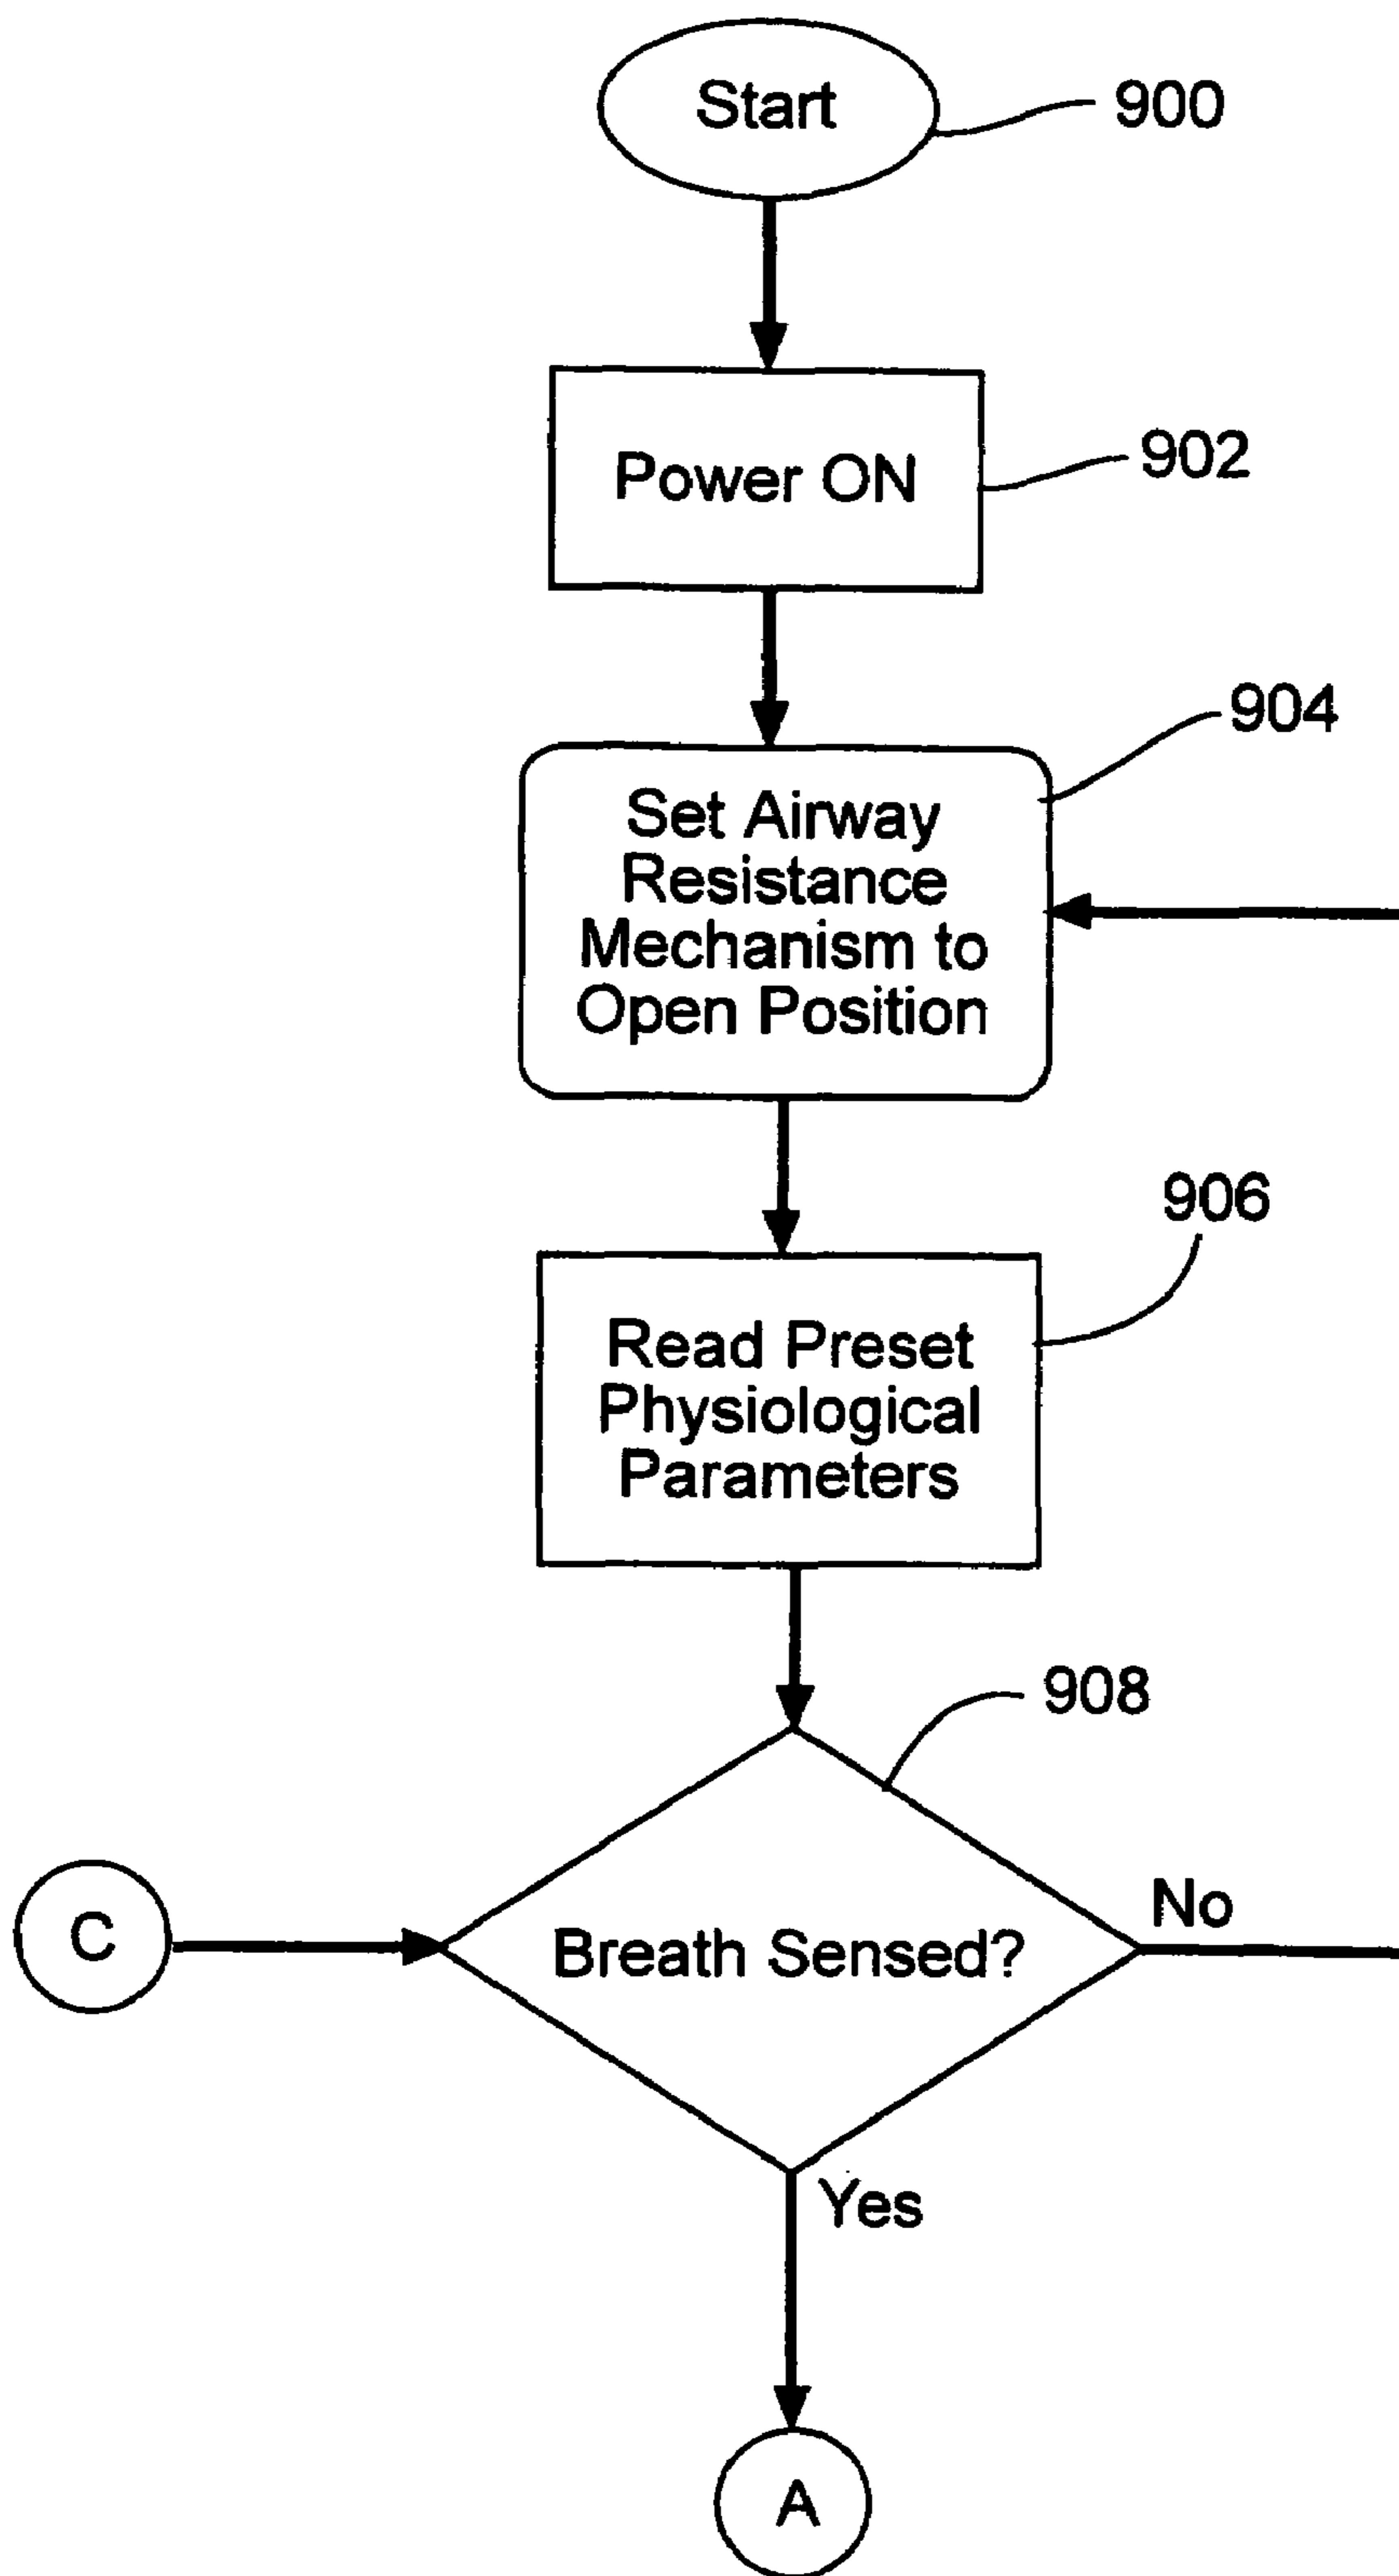 Start
900
Power ON
902
904
Set Airway
Resistance
Mechanism to
Open Position
906
Read Preset
Physiological
Parameters
908
C
Breath Sensed?
No
Yes
A